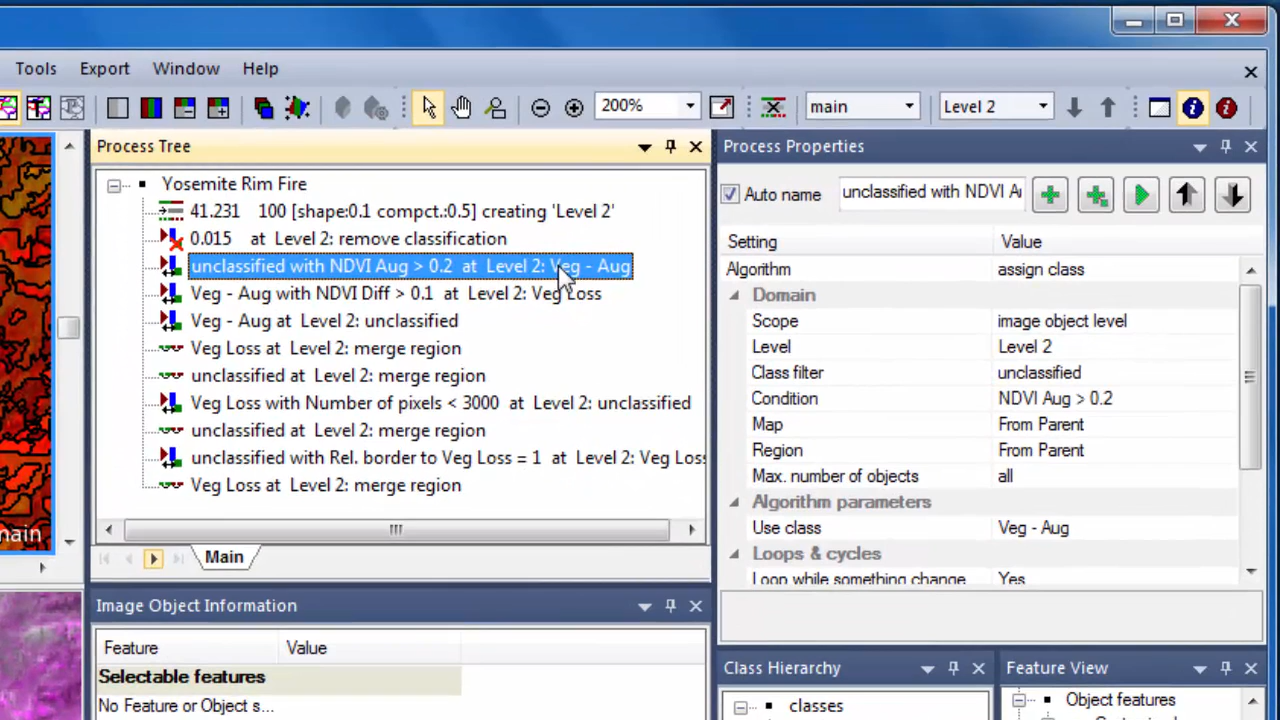 Tools Export Window Help
200% main Level 2
Process Tree
Yosemite Rim Fire
41.231 100 [shape:0.1 compct.:0.5] creating 'Level 2'
0.015 at Level 2: remove classification
unclassified with NDVI Aug > 0.2 at Level 2: Veg - Aug
Veg - Aug with NDVI Diff > 0.1 at Level 2: Veg Loss
Veg - Aug at Level 2: unclassified
Veg Loss at Level 2: merge region
unclassified at Level 2: merge region
Veg Loss with Number of pixels < 3000 at Level 2: unclassified
unclassified at Level 2: merge region
unclassified with Rel. border to Veg Loss = 1 at Level 2: Veg Los
Veg Loss at Level 2: merge region
Main
main
Image Object Information
Feature Value
Selectable features
No Feature or Object s...
Process Properties
Auto name unclassified with NDVI A
Setting Value
Algorithm assign class
Domain
Scope image object level
Level Level 2
Class filter unclassified
Condition NDVI Aug > 0.2
Map From Parent
Region From Parent
Max. number of objects all
Algorithm parameters
Use class Veg - Aug
Loops & cycles
Loop while something change Yes
Class Hierarchy
classes
Feature View
Object features